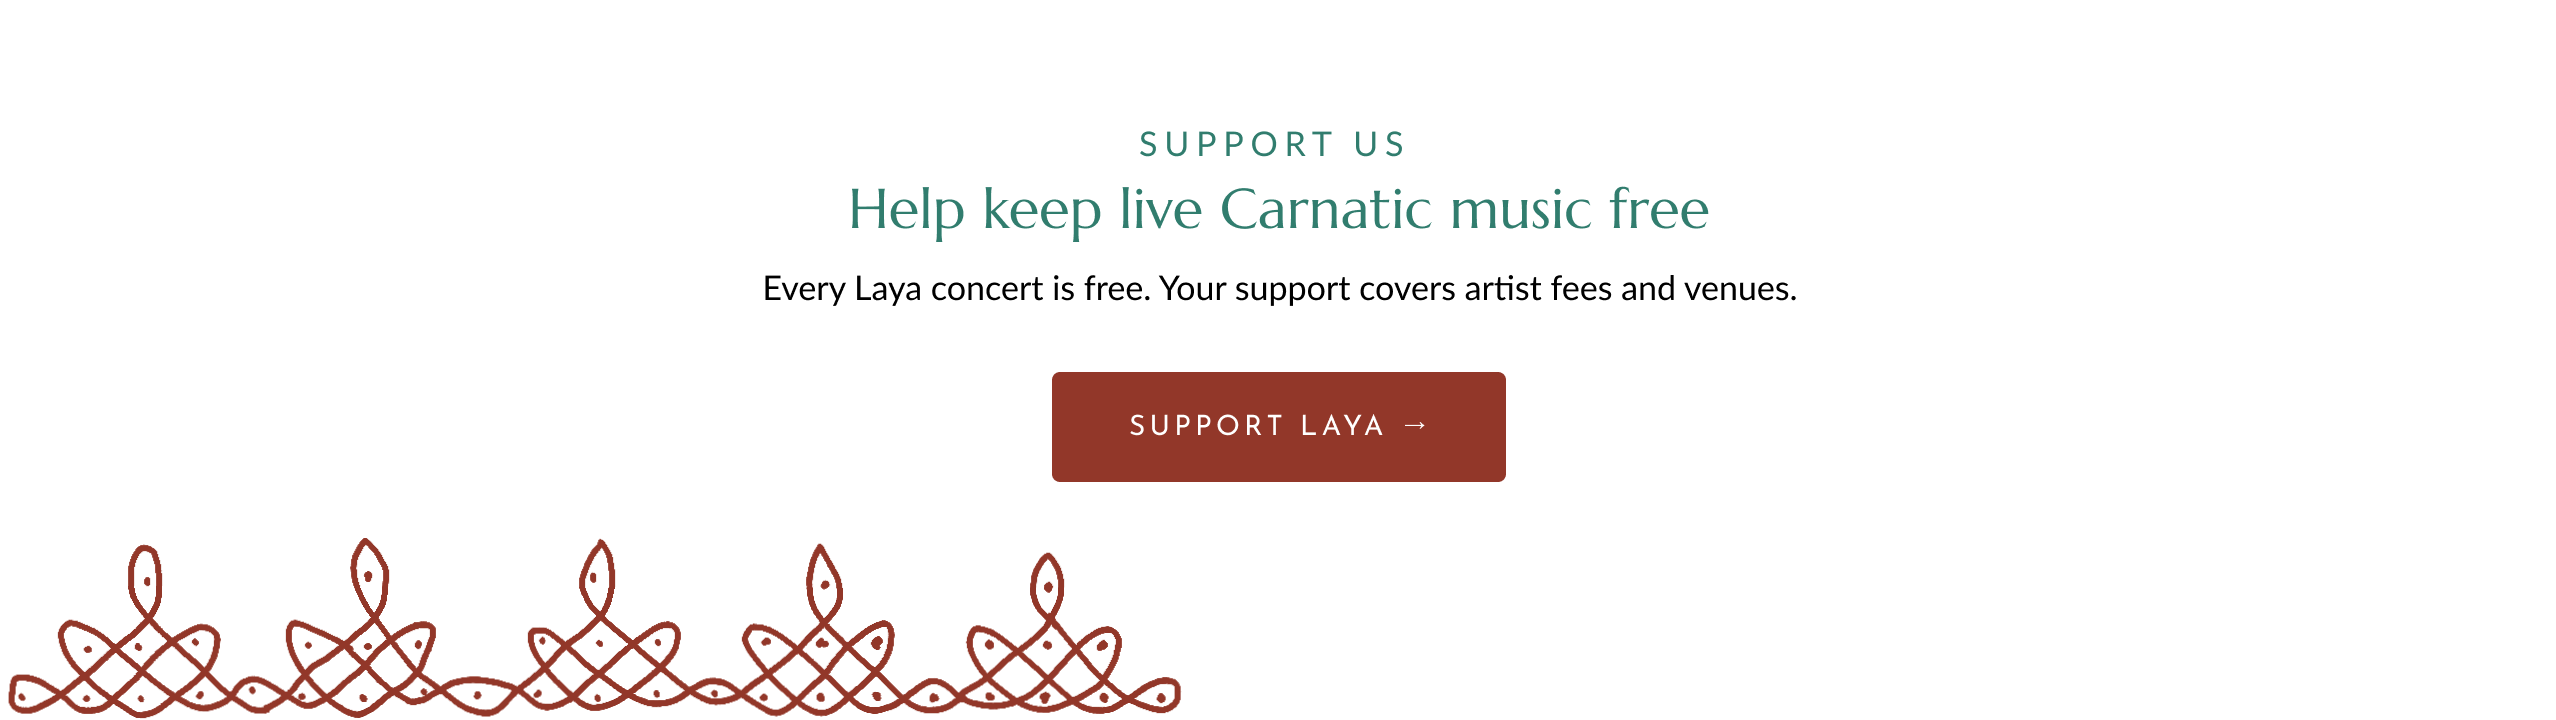 SUPPORT US
Help keep live Carnatic music free
Every Laya concert is free. Your support covers artist fees and venues.
SUPPORT LAYA →